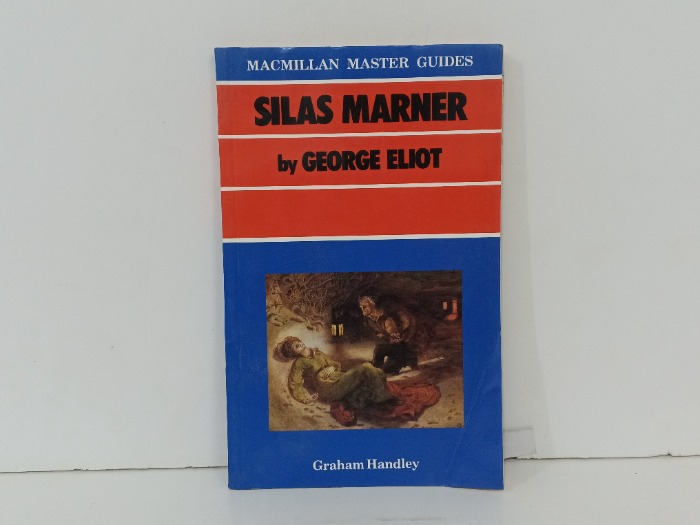 MACMILLAN MASTER GUIDES
SILAS MARNER
by GEORGE ELIOT
Graham Handley